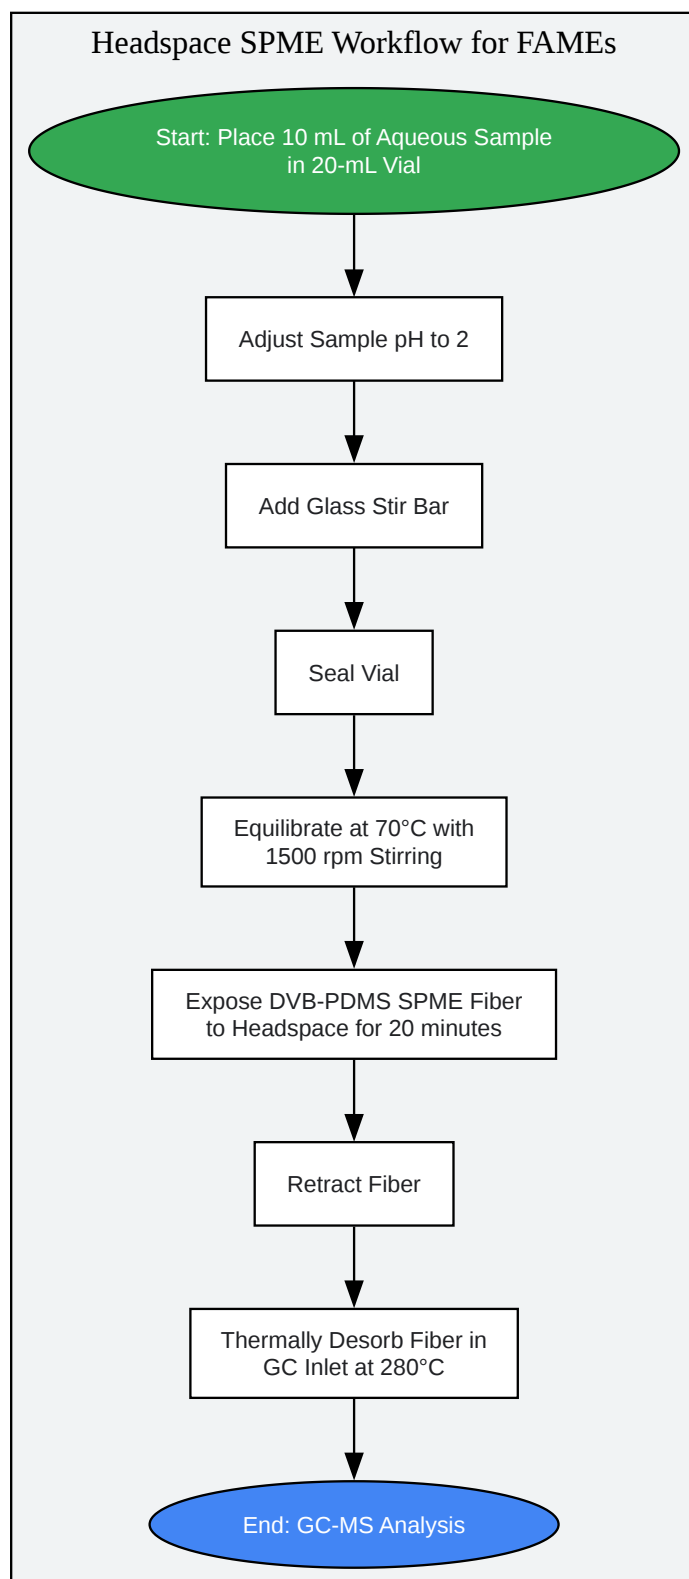 Headspace SPME Workflow for FAMEs
Start: Place 10 mL of Aqueous Sample
in 20-mL Vial
Adjust Sample pH to 2
Add Glass Stir Bar
Seal Vial
Equilibrate at 70°C with
1500 rpm Stirring
Expose DVB-PDMS SPME Fiber
to Headspace for 20 minutes
Retract Fiber
Thermally Desorb Fiber in
GC Inlet at 280°C
End: GC-MS Analysis